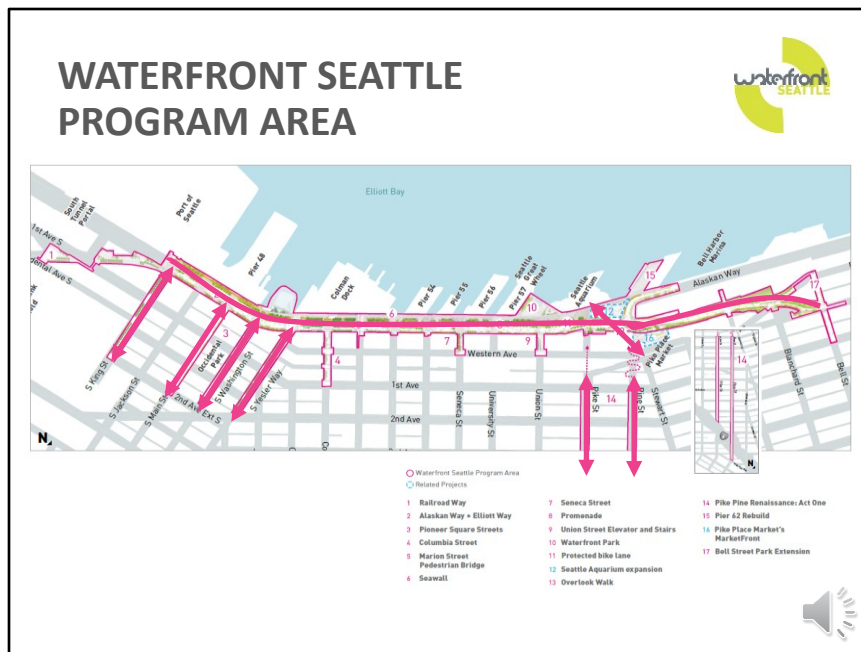 WATERFRONT SEATTLE
PROGRAM AREA
waterfront
SEATTLE
Elliott Bay
South
Tunnel
Portal
Port of
Seattle
1st Ave S
1
Pier 48
Colman
Dock
Pier 54
Pier 55
Pier 56
Pier 57
Seattle
Great
Wheel
10
Seattle
Aquarium
12
15
Bell Harbor
Marina
Alaskan Way
17
6
3
Occidental
Park
4
7
Western Ave
9
11
16
Pike Place
Market
14
S King St
S Jackson St
S Main St
2nd Ave Ext S
S Washington St
S Yesler Way
1st Ave
2nd Ave
Seneca St
University St
Union St
Pike St
14
Pine St
Stewart St
Blanchard St
Bell St
N
N
Waterfront Seattle Program Area
Related Projects
1 Railroad Way
2 Alaskan Way + Elliott Way
3 Pioneer Square Streets
4 Columbia Street
5 Marion Street
Pedestrian Bridge
6 Seawall
7 Seneca Street
8 Promenade
9 Union Street Elevator and Stairs
10 Waterfront Park
11 Protected bike lane
12 Seattle Aquarium expansion
13 Overlook Walk
14 Pike Pine Renaissance: Act One
15 Pier 62 Rebuild
16 Pike Place Market's
MarketFront
17 Bell Street Park Extension